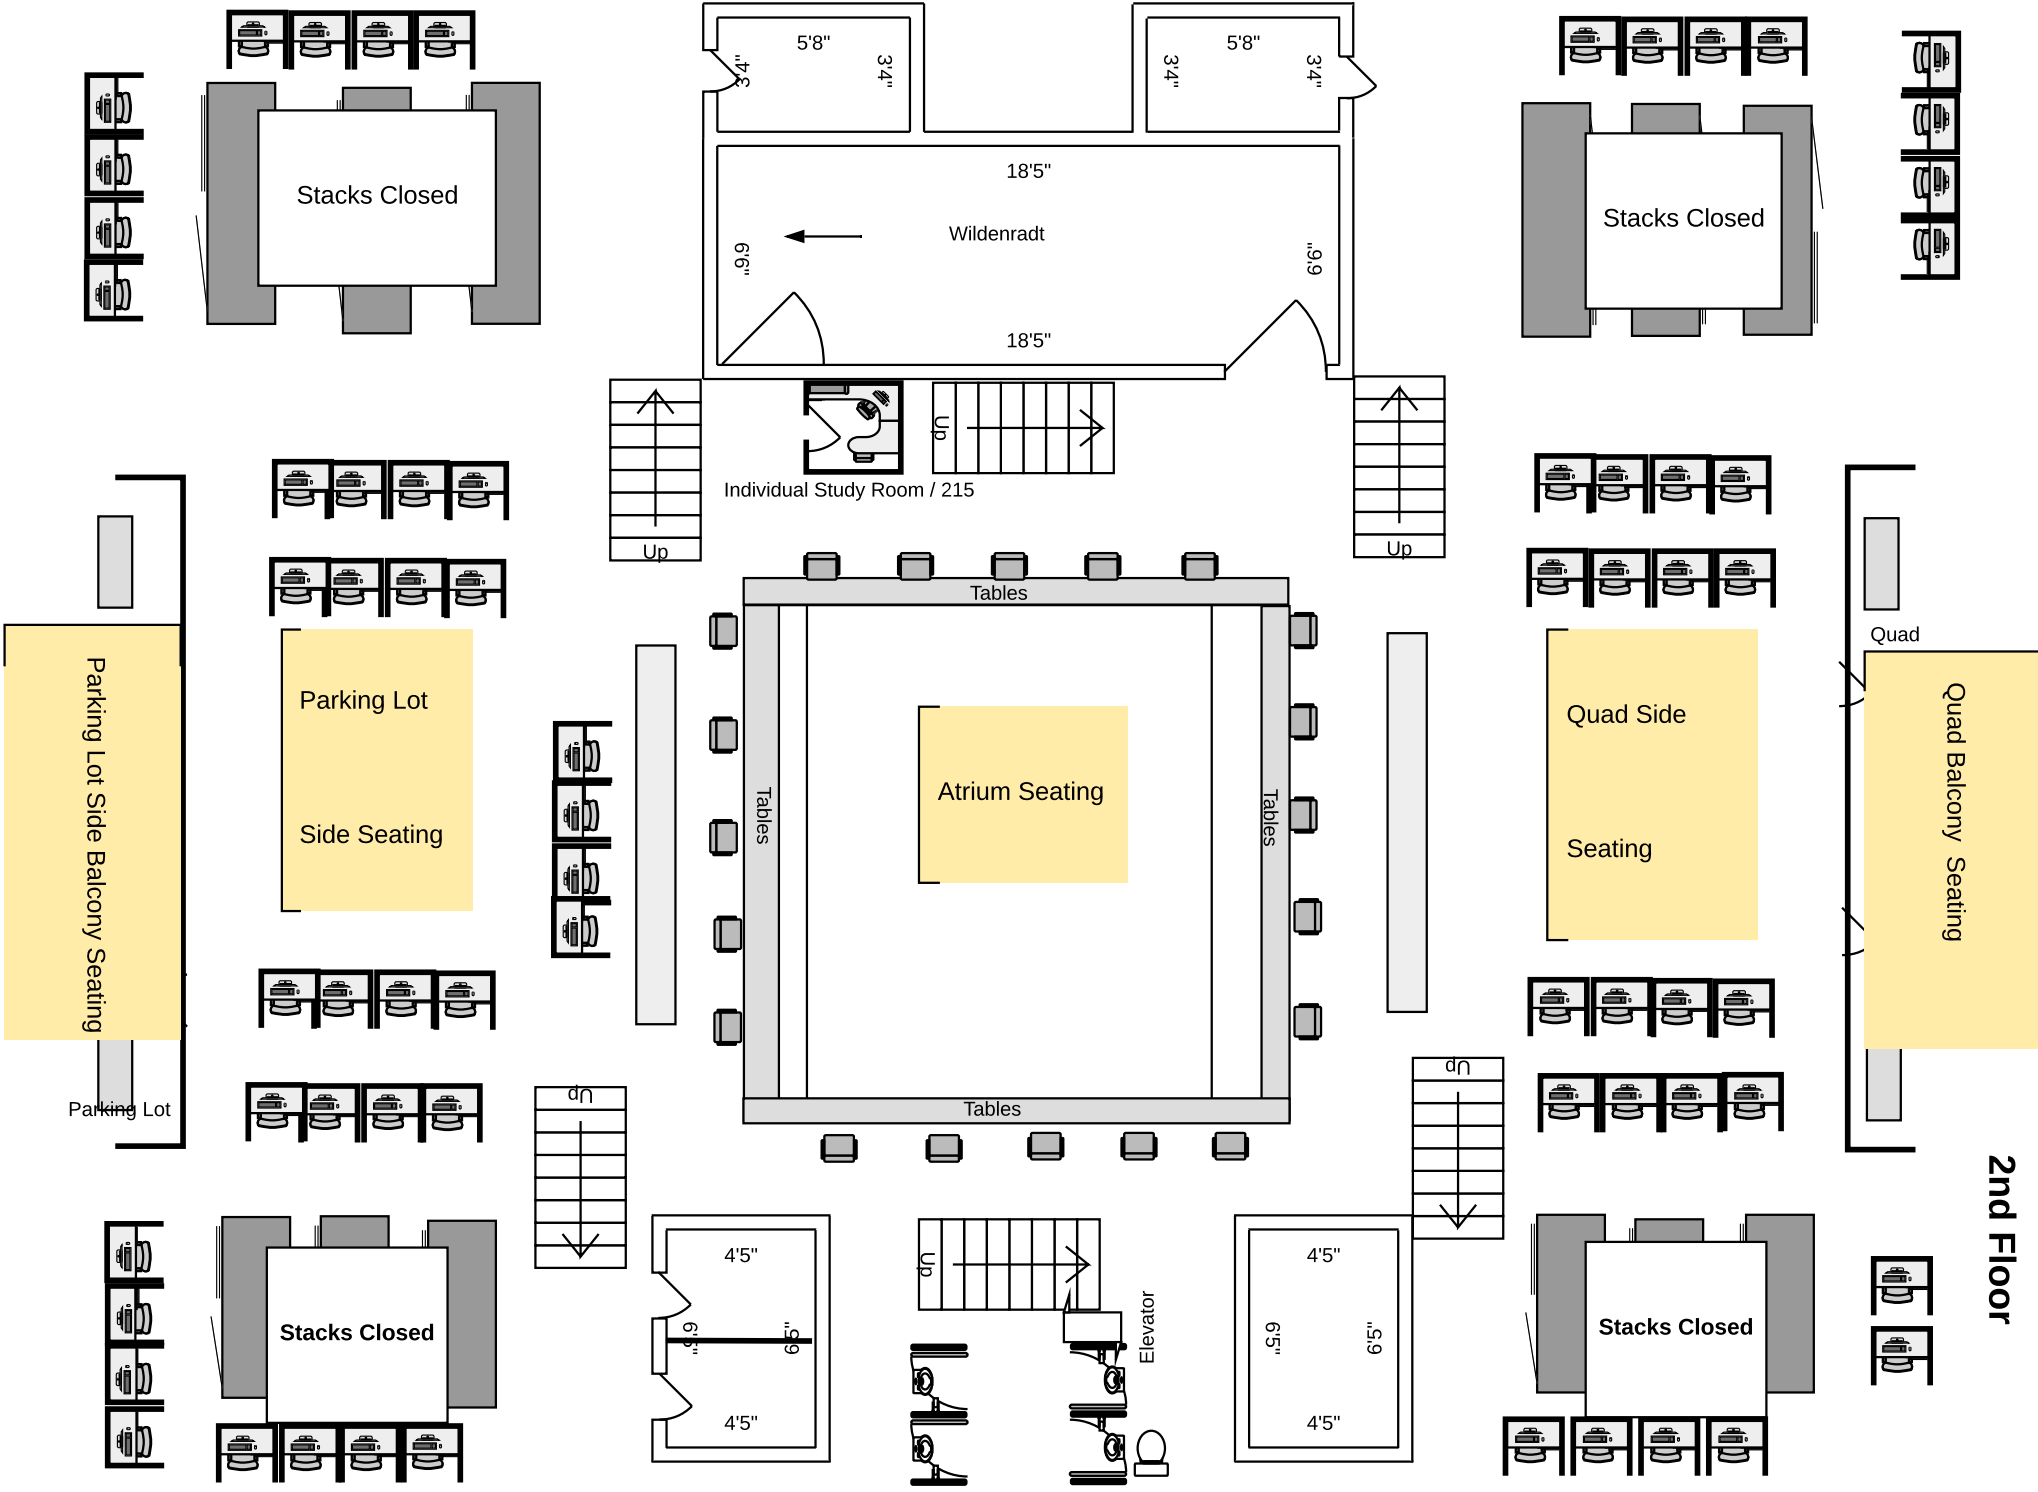 5'8"
3'4"
3'4"
5'8"
3'4"
3'4"
Stacks Closed
18'5"
Wildenradt
6'6"
6'6"
18'5"
Stacks Closed
Up
Individual Study Room / 215
Up
Up
Tables
Parking Lot Side Balcony Seating
Parking Lot
Side Seating
Tables
Atrium Seating
Tables
Quad Side
Seating
Quad
Quad Balcony Seating
Parking Lot
Up
Tables
Up
2nd Floor
Stacks Closed
4'5"
6'5"
6'5"
4'5"
Up
Elevator
4'5"
6'5"
6'5"
4'5"
Stacks Closed